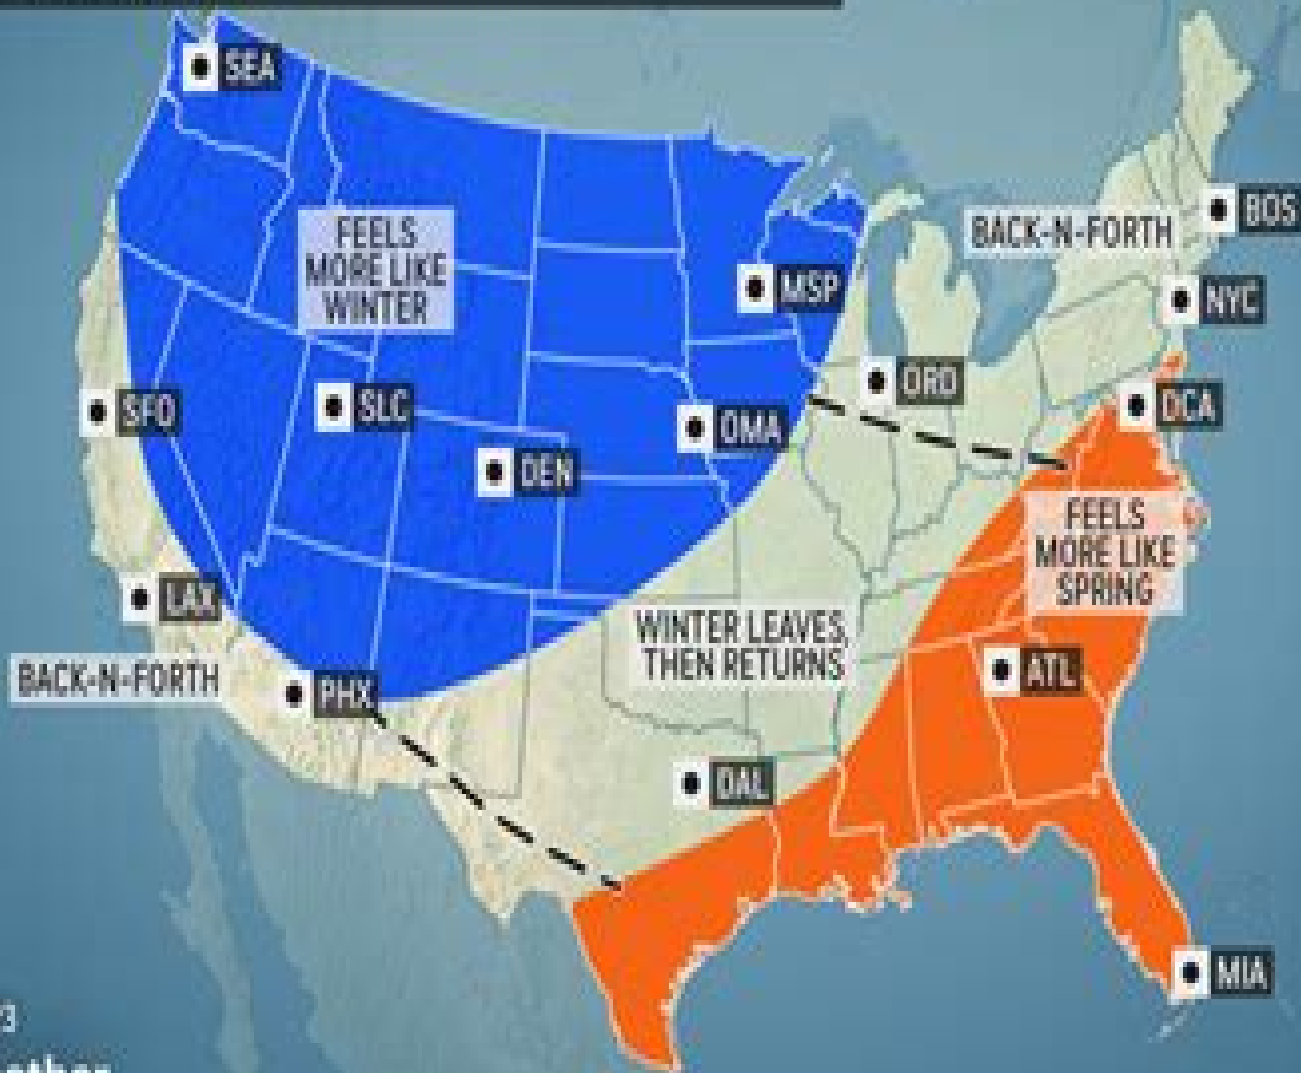 SEA
FEELS
MORE LIKE
WINTER
BACK-N-FORTH
BOS
MSP
NYC
SFO
SLC
ORD
DCA
OMA
DEN
FEELS
MORE LIKE
SPRING
LAX
WINTER LEAVES,
THEN RETURNS
BACK-N-FORTH
PHX
ATL
DAL
MIA
3